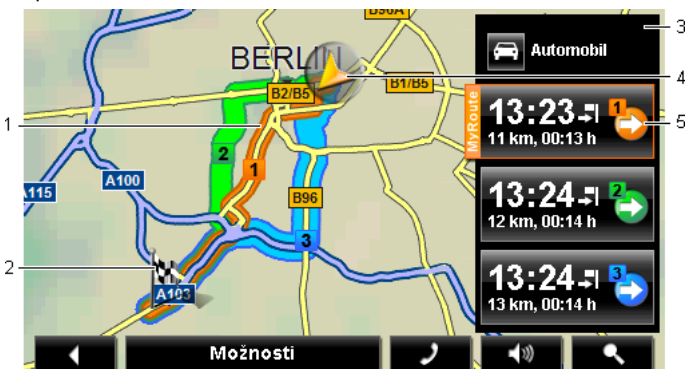 3
Automobil
B96A
BERLIN
4
B1/B5
B2/B5
MyRoute
13:23
1
5
11 km, 00:13 h
1
2
1
A100
A115
13:24
2
12 km, 00:14 h
B96
3
2
A103
13:24
3
13 km, 00:14 h
Možnosti